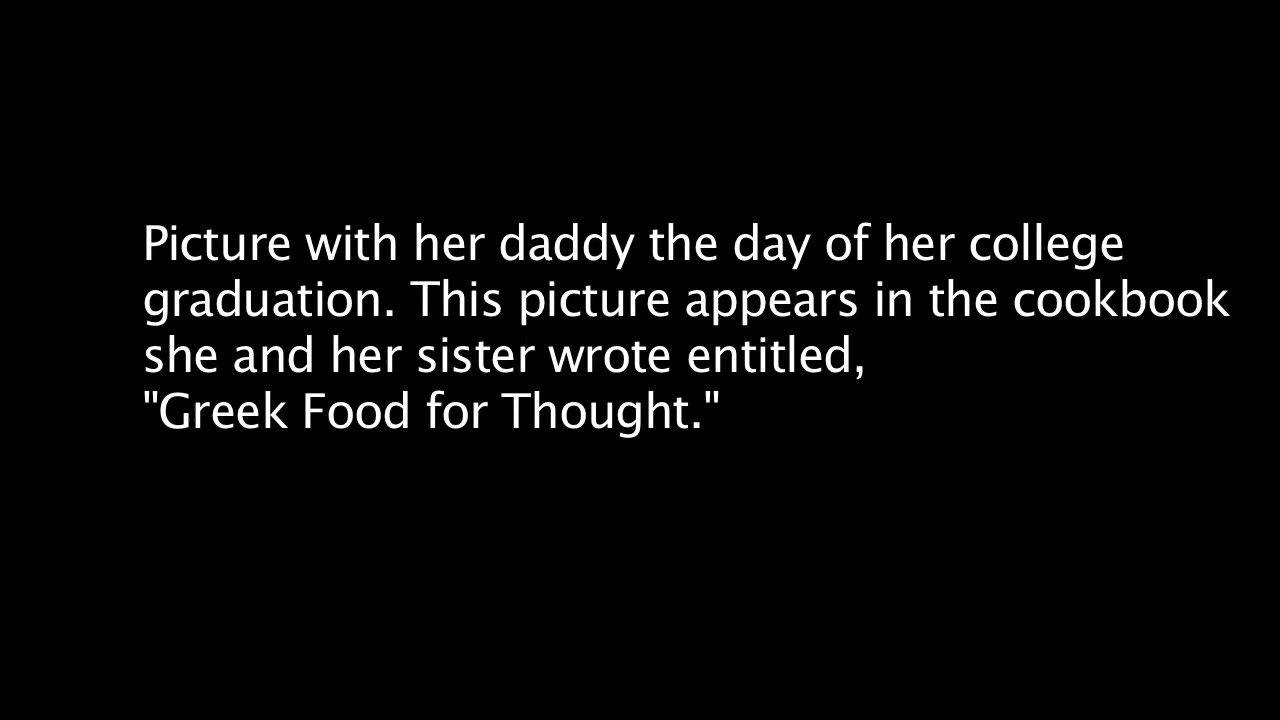 Picture with her daddy the day of her college
graduation. This picture appears in the cookbook
she and her sister wrote entitled,
"Greek Food for Thought."